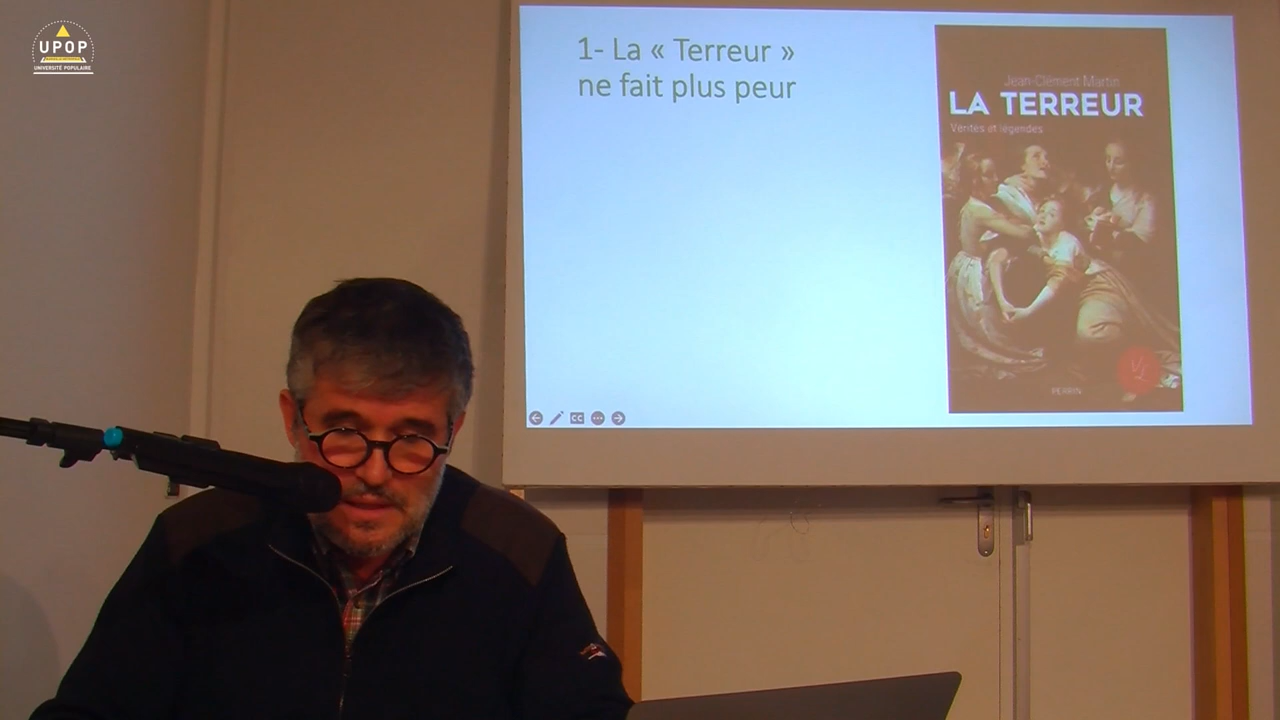 UPOP
UNIVERSITÉ POPULAIRE
1- La « Terreur »
ne fait plus peur
Jean-Clément Martin
LA TERREUR
Vérités et légendes
PERRIN
CC